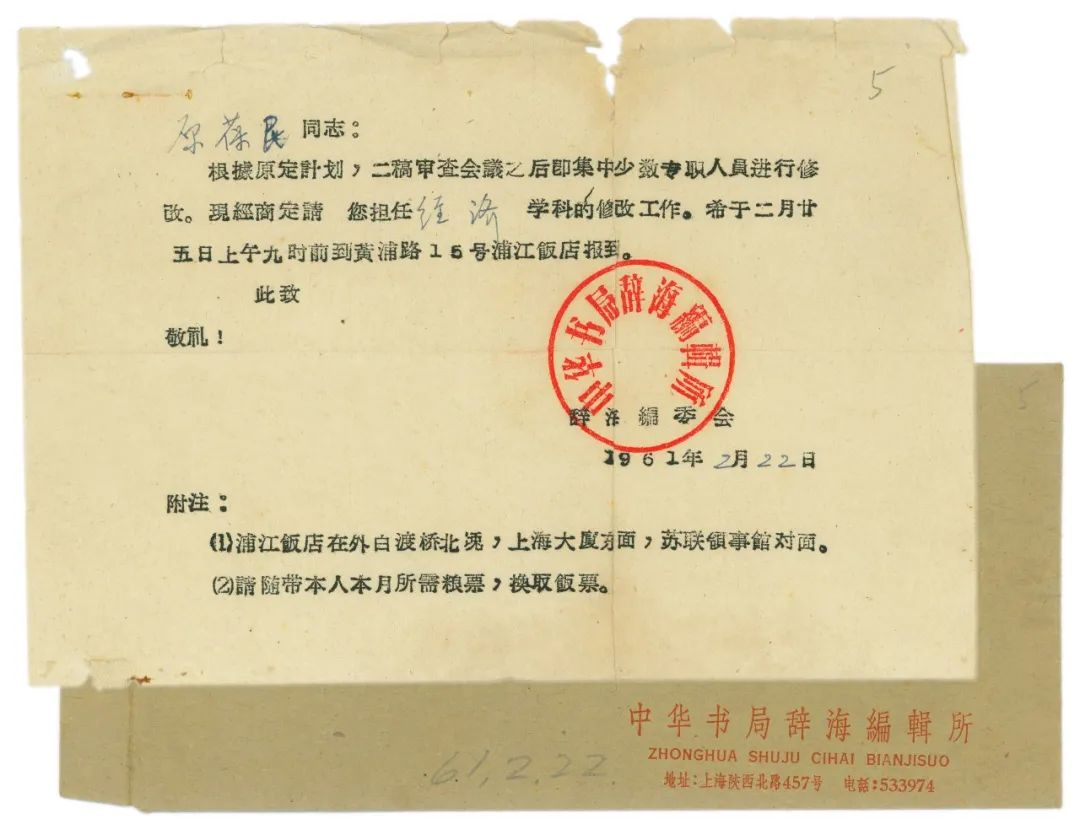 5
原葆民 同志：
根據原定計划，二稿审查会議之后即集中少数专职人員进行修
改。現經商定請 您担任 经济 学科的修改工作。希于二月廿
五日上午九时前到黄浦路15号浦江飯店报到。
此致
敬礼！
中华书局辞海編輯所
辞海編委会
1961年2月22日
附注：
⑴浦江飯店在外白渡桥北堍，上海大厦东面，苏联領事館对面。
⑵請随带本人本月所需粮票，换取飯票。
5
中华书局辞海編輯所
ZHONGHUA SHUJU CIHAI BIANJISUO
地址：上海陕西北路457号 电話：533974
61,2.22